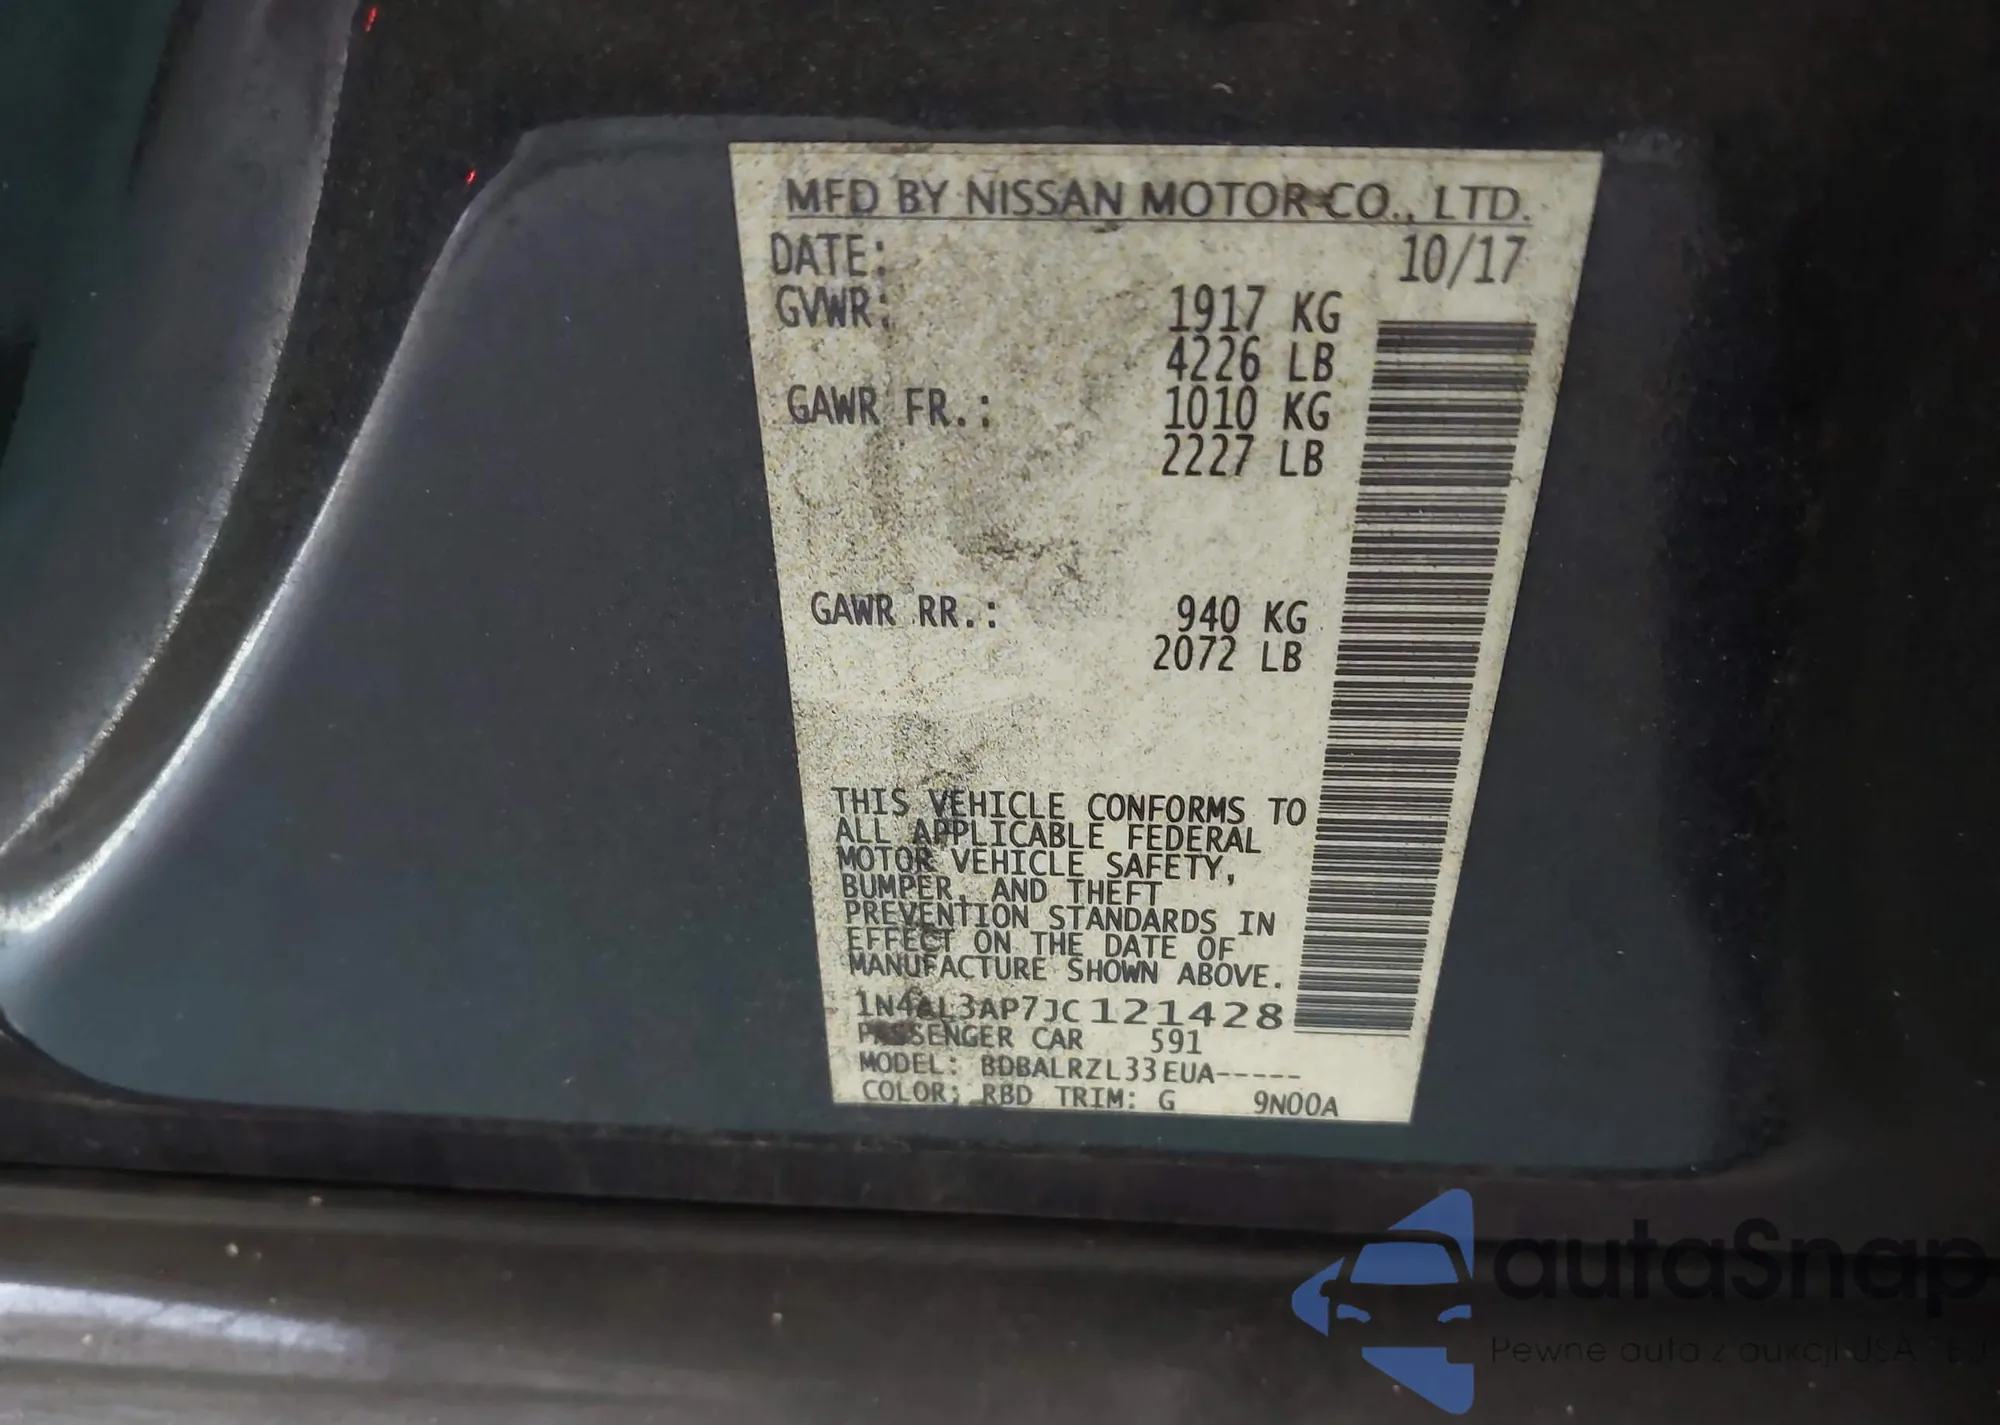 MFD BY NISSAN MOTOR CO., LTD.
DATE: 10/17
GVWR: 1917 KG
4226 LB
GAWR FR.: 1010 KG
2227 LB
GAWR RR.: 940 KG
2072 LB
THIS VEHICLE CONFORMS TO
ALL APPLICABLE FEDERAL
MOTOR VEHICLE SAFETY,
BUMPER, AND THEFT
PREVENTION STANDARDS IN
EFFECT ON THE DATE OF
MANUFACTURE SHOWN ABOVE.
1N4AL3AP7JC121428
PASSENGER CAR 591
MODEL: BDBALRZL33EUA-----
COLOR: RBD TRIM: G 9N00A
autaSnap
Pewne auta z aukcji USA i EU